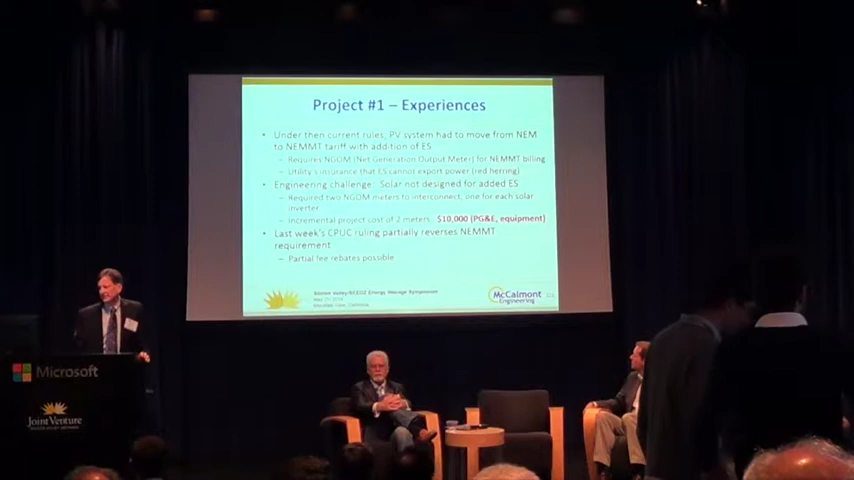 Project #1 – Experiences
• Under then current rules, PV system had to move from NEM
to NEMMT tariff with addition of ES
– Requires NGOM (Net Generation Output Meter) for NEMMT billing
– Utility's insurance that ES cannot export power (red herring)
• Engineering challenge: Solar not designed for added ES
– Required two NGOM meters to interconnect, one for each solar
inverter
– Incremental project cost of 2 meters: $10,000 (PG&E, equipment)
• Last week's CPUC ruling partially reverses NEMMT
requirement
– Partial fee rebates possible
Energy Storage Symposium
McCalmont
Engineering
Microsoft
Joint Venture